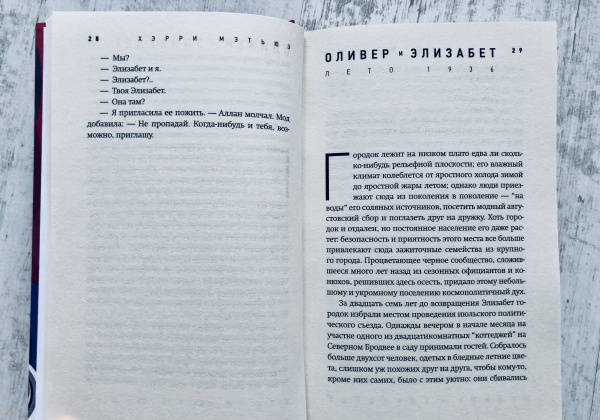 28 ХЭРРИ МЭТЬЮЗ
— Мы?
— Элизабет и я.
— Элизабет?..
— Твоя Элизабет.
— Она там?
— Я пригласила ее пожить. — Аллан молчал. Мод
добавила: — Не пропадай. Когда-нибудь и тебя, воз-
можно, приглашу.
ОЛИВЕР И ЭЛИЗАБЕТ 29
ЛЕТО 1936
Городок лежит на низком плато едва ли сколь-
ко-нибудь рельефной плоскости; его влажный
климат колеблется от яростного холода зимой
до яростной жары летом; однако люди приез-
жают сюда из поколения в поколение — “на
воды” его соляных источников, посетить модный авгу-
стовский сбор и поглазеть друг на дружку. Хоть горо-
док и отдален, но постоянное население его даже рас-
тет: безопасность и приятность этого места все больше
привлекают сюда зажиточные семейства из крупно-
го города. Процветающее черное сообщество, сложив-
шееся много лет назад из сезонных официантов и ко-
нюхов, решивших здесь осесть, придало этому неболь-
шому и укромному поселению космополитичный дух.
За двадцать семь лет до возвращения Элизабет го-
родок избрали местом проведения июльского полити-
ческого съезда. Однажды вечером в начале месяца на
участке одного из двадцатикомнатных “коттеджей” на
Северном Бродвее в саду принимали гостей. Собралось
больше двухсот человек, одетых в бледные летние цве-
та, слишком уж похожих друг на друга, чтобы кому-то,
кроме них самих, было с этим уютно: они сбивались